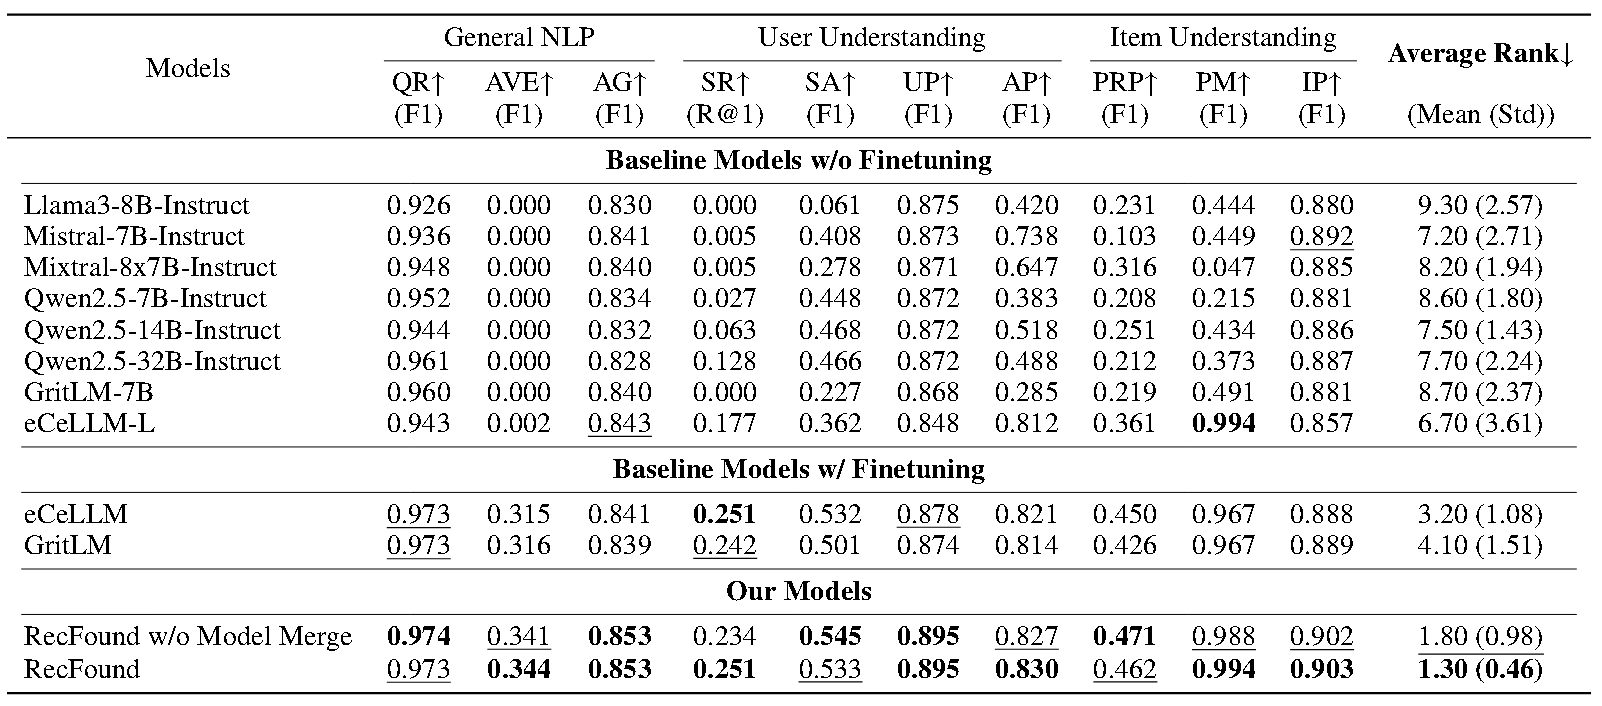 Models General NLP User Understanding Item Understanding Average Rank↓
QR↑ AVE↑ AG↑ SR↑ SA↑ UP↑ AP↑ PRP↑ PM↑ IP↑
(F1) (F1) (F1) (R@1) (F1) (F1) (F1) (F1) (F1) (F1) (Mean (Std))
Baseline Models w/o Finetuning
Llama3-8B-Instruct 0.926 0.000 0.830 0.000 0.061 0.875 0.420 0.231 0.444 0.880 9.30 (2.57)
Mistral-7B-Instruct 0.936 0.000 0.841 0.005 0.408 0.873 0.738 0.103 0.449 0.892 7.20 (2.71)
Mixtral-8x7B-Instruct 0.948 0.000 0.840 0.005 0.278 0.871 0.647 0.316 0.047 0.885 8.20 (1.94)
Qwen2.5-7B-Instruct 0.952 0.000 0.834 0.027 0.448 0.872 0.383 0.208 0.215 0.881 8.60 (1.80)
Qwen2.5-14B-Instruct 0.944 0.000 0.832 0.063 0.468 0.872 0.518 0.251 0.434 0.886 7.50 (1.43)
Qwen2.5-32B-Instruct 0.961 0.000 0.828 0.128 0.466 0.872 0.488 0.212 0.373 0.887 7.70 (2.24)
GritLM-7B 0.960 0.000 0.840 0.000 0.227 0.868 0.285 0.219 0.491 0.881 8.70 (2.37)
eCeLLM-L 0.943 0.002 0.843 0.177 0.362 0.848 0.812 0.361 0.994 0.857 6.70 (3.61)
Baseline Models w/ Finetuning
eCeLLM 0.973 0.315 0.841 0.251 0.532 0.878 0.821 0.450 0.967 0.888 3.20 (1.08)
GritLM 0.973 0.316 0.839 0.242 0.501 0.874 0.814 0.426 0.967 0.889 4.10 (1.51)
Our Models
RecFound w/o Model Merge 0.974 0.341 0.853 0.234 0.545 0.895 0.827 0.471 0.988 0.902 1.80 (0.98)
RecFound 0.973 0.344 0.853 0.251 0.533 0.895 0.830 0.462 0.994 0.903 1.30 (0.46)